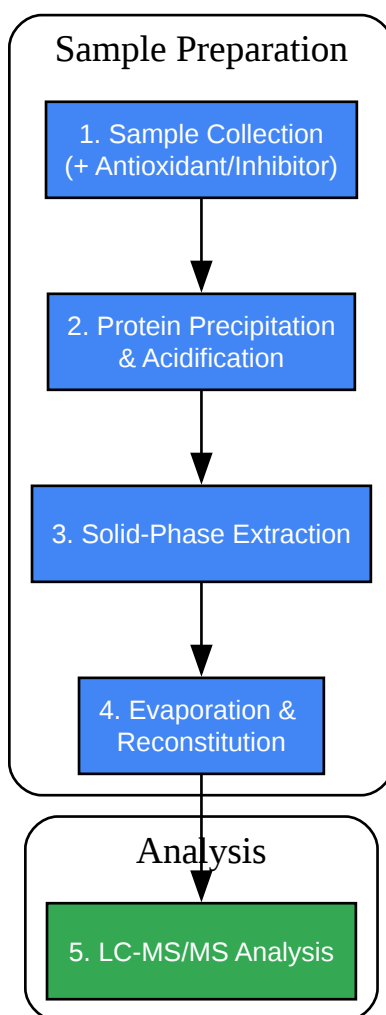 Sample Preparation
1. Sample Collection
(+ Antioxidant/Inhibitor)
2. Protein Precipitation
& Acidification
3. Solid-Phase Extraction
4. Evaporation &
Reconstitution
Analysis
5. LC-MS/MS Analysis